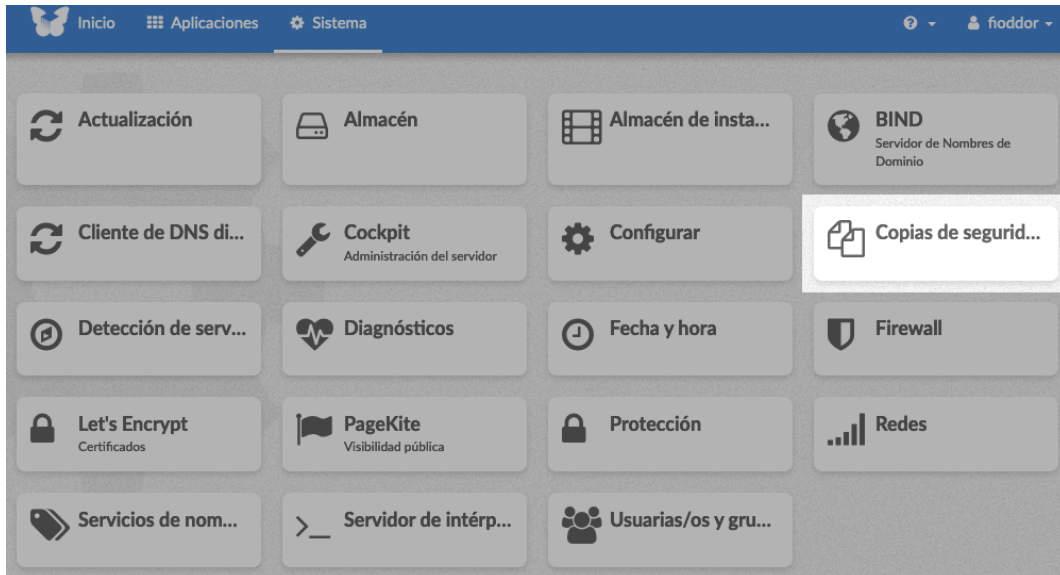 Inicio Aplicaciones Sistema fioddor
Actualización
Almacén
Almacén de insta...
BIND
Servidor de Nombres de
Dominio
Cliente de DNS di...
Cockpit
Administración del servidor
Configurar
Copias de segurid...
Detección de serv...
Diagnósticos
Fecha y hora
Firewall
Let's Encrypt
Certificados
PageKite
Visibilidad pública
Protección
Redes
Servicios de nom...
Servidor de intérp...
Usuarias/os y gru...